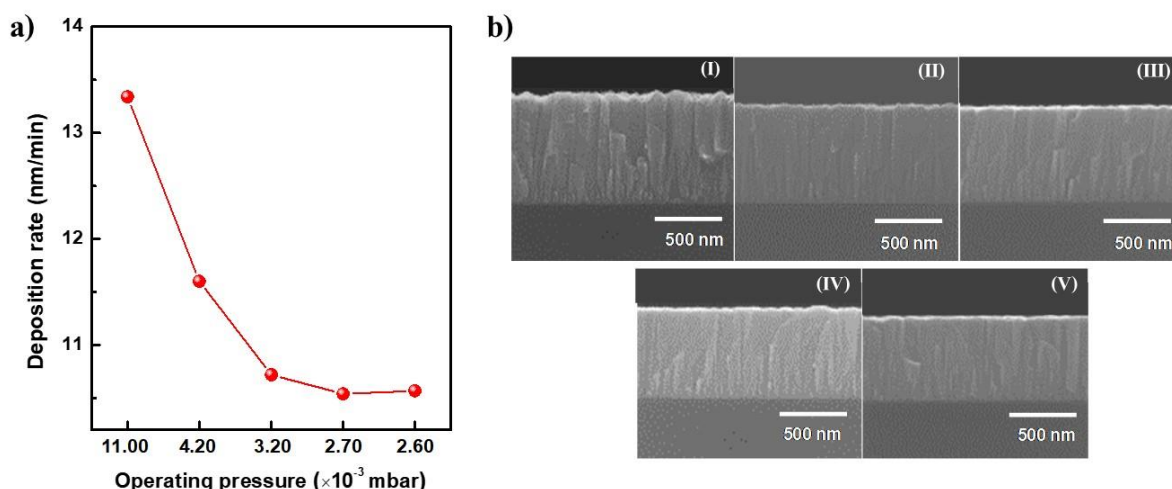 a)
14
13
12
11
Deposition rate (nm/min)
11.00 4.20 3.20 2.70 2.60
Operating pressure (×10⁻³ mbar)
b)
(I) (II) (III)
500 nm 500 nm 500 nm
(IV) (V)
500 nm 500 nm